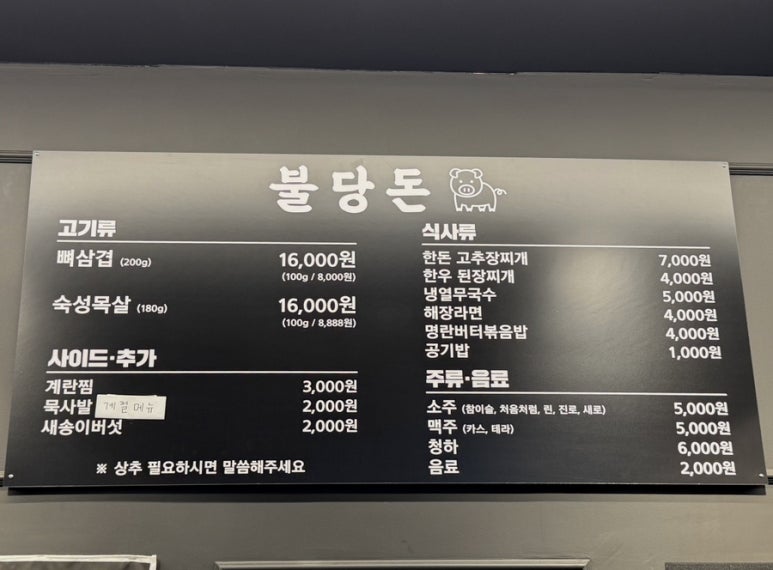 불당돈
고기류
뼈삼겹 (200g) 16,000원
(100g / 8,000원)
숙성목살 (180g) 16,000원
(100g / 8,888원)
사이드·추가
계란찜 3,000원
묵사발 계절메뉴 2,000원
새송이버섯 2,000원
※ 상추 필요하시면 말씀해주세요
식사류
한돈 고추장찌개 7,000원
한우 된장찌개 4,000원
냉열무국수 5,000원
해장라면 4,000원
명란버터볶음밥 4,000원
공기밥 1,000원
주류·음료
소주 (참이슬, 처음처럼, 린, 진로, 새로) 5,000원
맥주 (카스, 테라) 5,000원
청하 6,000원
음료 2,000원